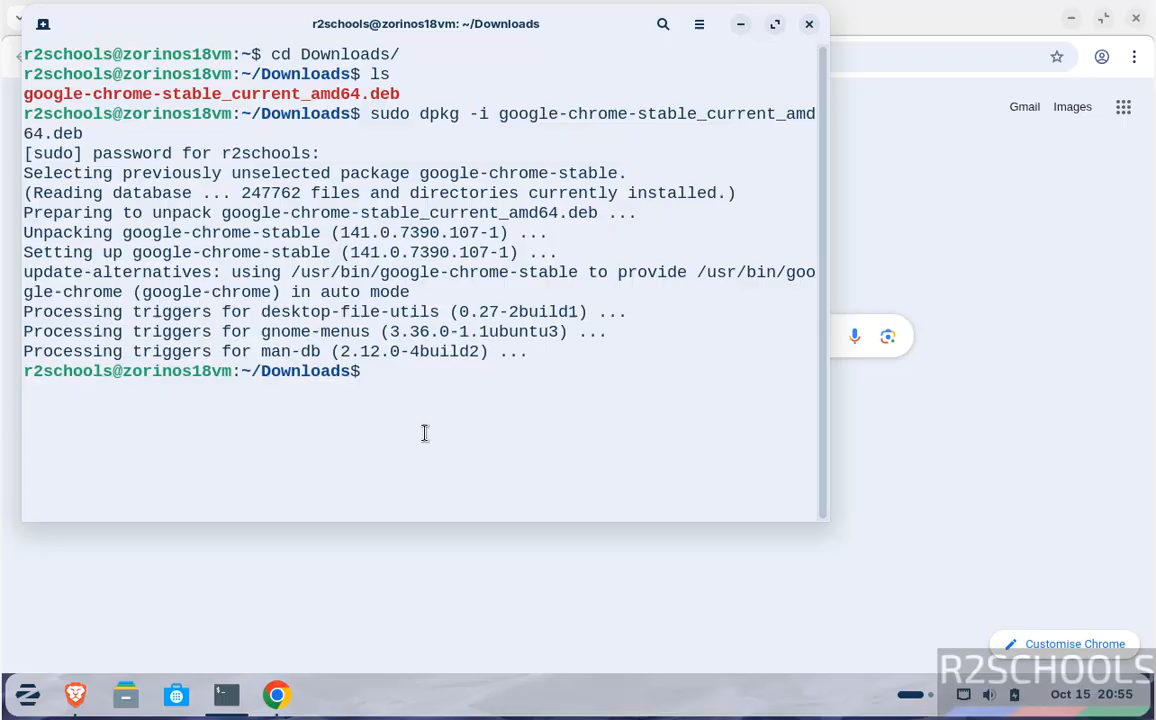 r2schools@zorinos18vm: ~/Downloads
r2schools@zorinos18vm:~$ cd Downloads/
r2schools@zorinos18vm:~/Downloads$ ls
google-chrome-stable_current_amd64.deb
r2schools@zorinos18vm:~/Downloads$ sudo dpkg -i google-chrome-stable_current_amd
64.deb
[sudo] password for r2schools:
Selecting previously unselected package google-chrome-stable.
(Reading database ... 247762 files and directories currently installed.)
Preparing to unpack google-chrome-stable_current_amd64.deb ...
Unpacking google-chrome-stable (141.0.7390.107-1) ...
Setting up google-chrome-stable (141.0.7390.107-1) ...
update-alternatives: using /usr/bin/google-chrome-stable to provide /usr/bin/goo
gle-chrome (google-chrome) in auto mode
Processing triggers for desktop-file-utils (0.27-2build1) ...
Processing triggers for gnome-menus (3.36.0-1.1ubuntu3) ...
Processing triggers for man-db (2.12.0-4build2) ...
r2schools@zorinos18vm:~/Downloads$
Gmail Images
Customise Chrome
R2SCHOOLS
Oct 15 20:55